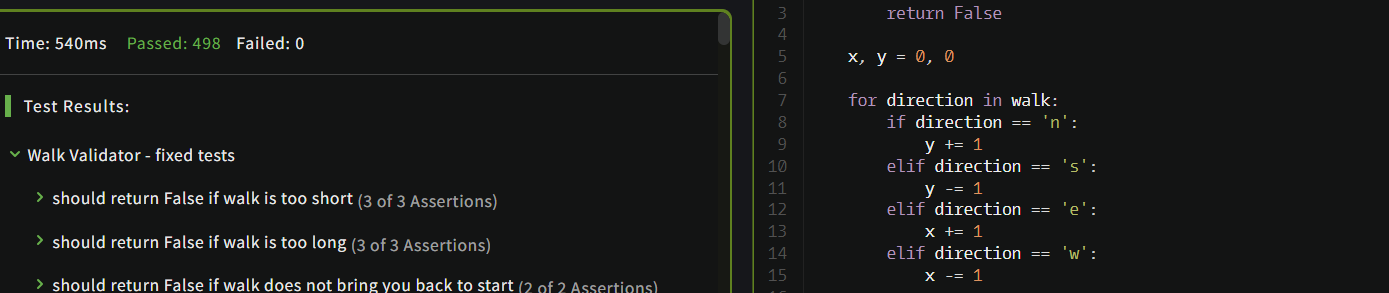 Time: 540ms Passed: 498 Failed: 0
Test Results:
Walk Validator - fixed tests
should return False if walk is too short (3 of 3 Assertions)
should return False if walk is too long (3 of 3 Assertions)
should return False if walk does not bring you back to start (2 of 2 Assertions)
3 return False
4
5 x, y = 0, 0
6
7 for direction in walk:
8 if direction == 'n':
9 y += 1
10 elif direction == 's':
11 y -= 1
12 elif direction == 'e':
13 x += 1
14 elif direction == 'w':
15 x -= 1